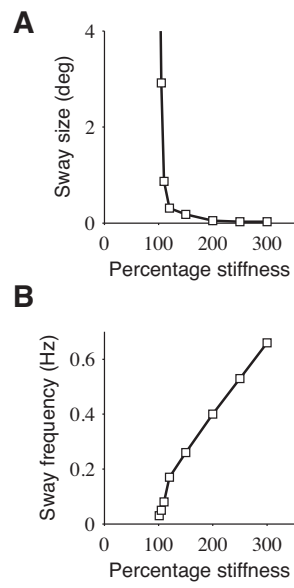 A
4
2
0
Sway size (deg)
0 100 200 300
Percentage stiffness
B
0.6
0.4
0.2
0
Sway frequency (Hz)
0 100 200 300
Percentage stiffness